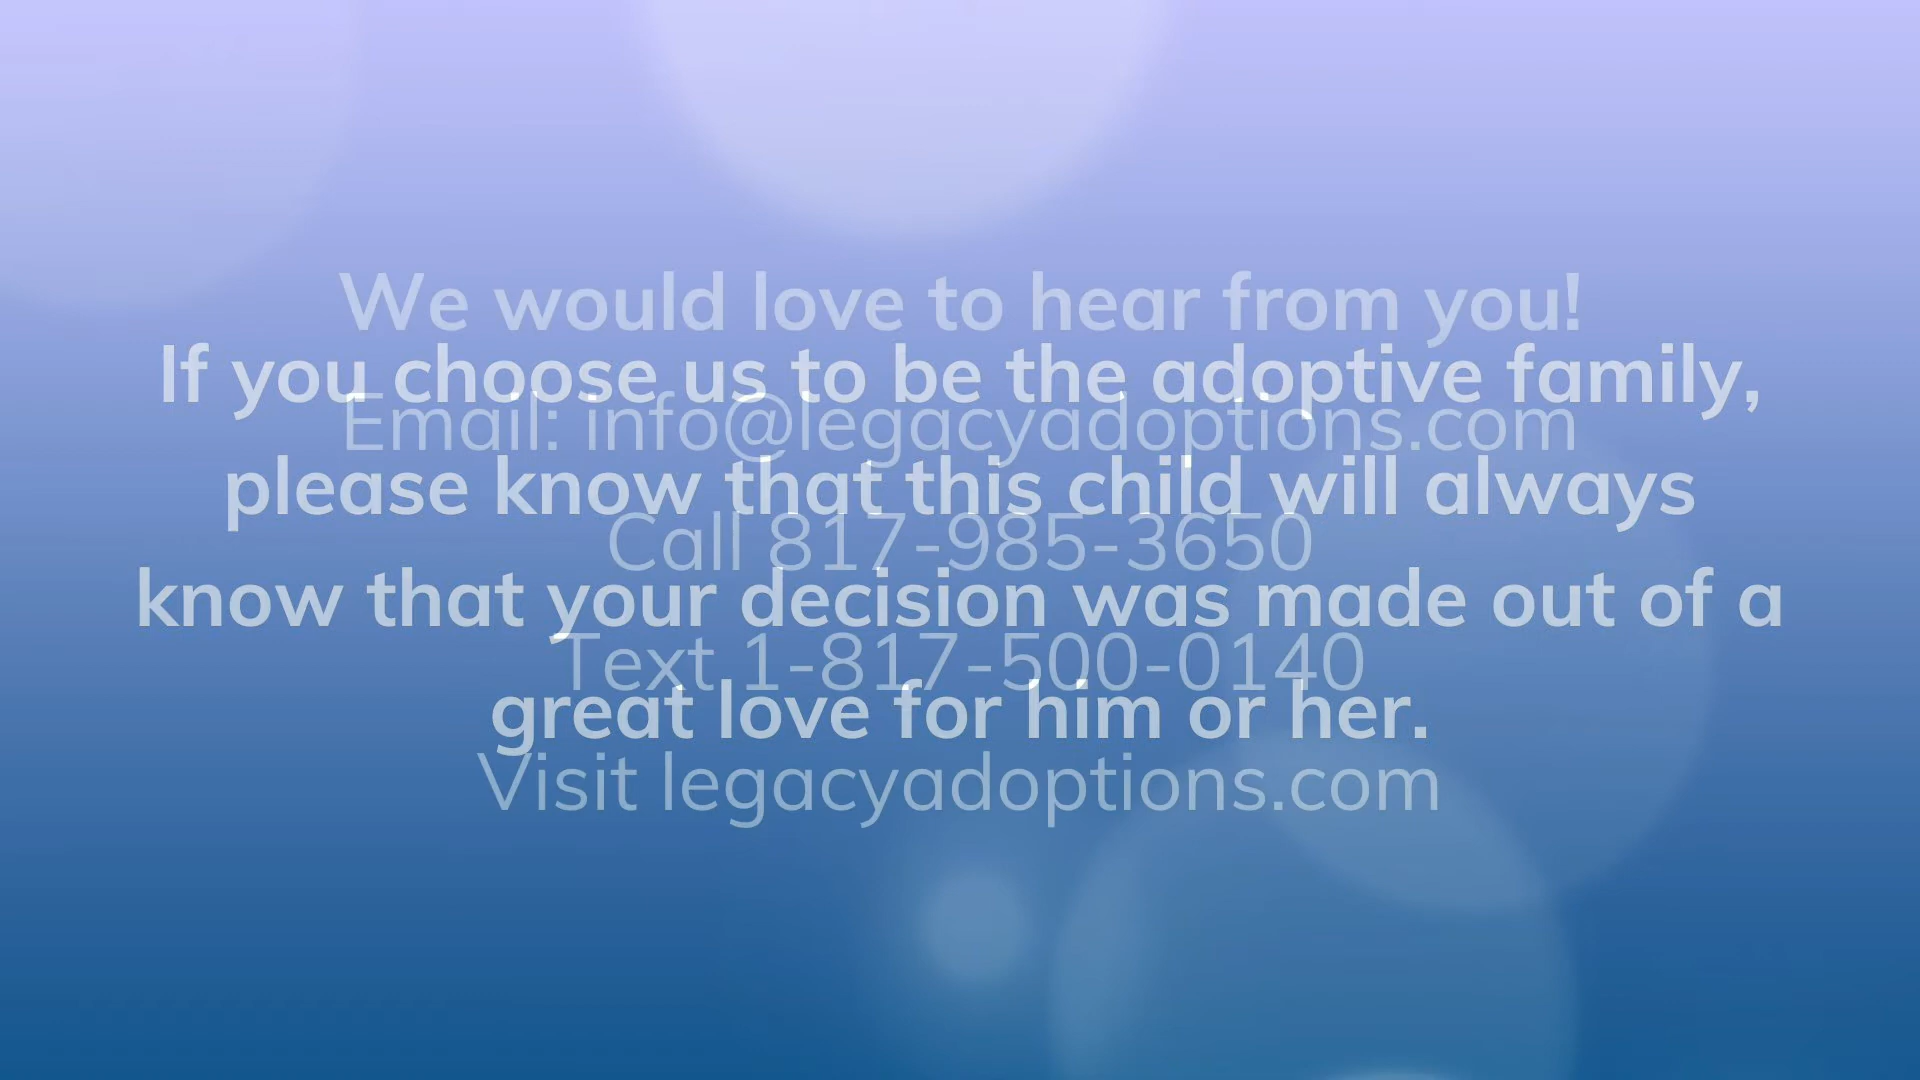 We would love to hear from you!
If you choose us to be the adoptive family,
Email: info@legacyadoptions.com
please know that this child will always
Call 817-985-3650
know that your decision was made out of a
Text 1-817-500-0140
great love for him or her.
Visit legacyadoptions.com